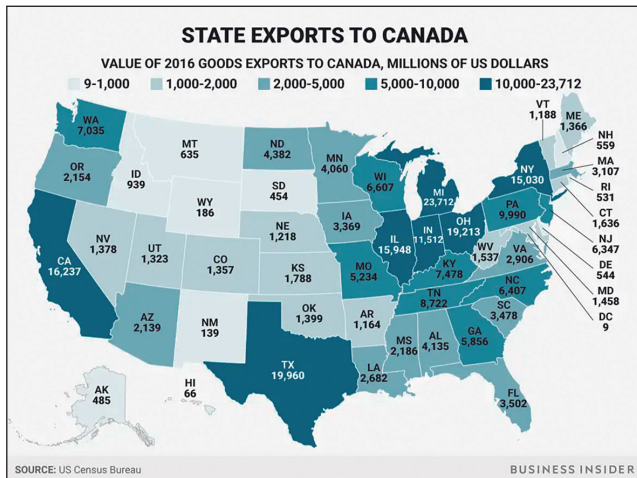 STATE EXPORTS TO CANADA
VALUE OF 2016 GOODS EXPORTS TO CANADA, MILLIONS OF US DOLLARS
9-1,000 1,000-2,000 2,000-5,000 5,000-10,000 10,000-23,712
WA
7,035
OR
2,154
CA
16,237
ID
939
NV
1,378
MT
635
WY
186
UT
1,323
AZ
2,139
CO
1,357
NM
139
ND
4,382
SD
454
NE
1,218
KS
1,788
OK
1,399
TX
19,960
MN
4,060
IA
3,369
MO
5,234
AR
1,164
LA
2,682
WI
6,607
IL
15,948
MI
23,712
IN
11,512
OH
19,213
KY
7,478
TN
8,722
MS
2,186
AL
4,135
GA
5,856
FL
3,502
SC
3,478
NC
6,407
VA
2,906
WV
1,537
PA
9,990
NY
15,030
VT
1,188
ME
1,366
NH
559
MA
3,107
RI
531
CT
1,636
NJ
6,347
DE
544
MD
1,458
DC
9
AK
485
HI
66
SOURCE: US Census Bureau
BUSINESS INSIDER